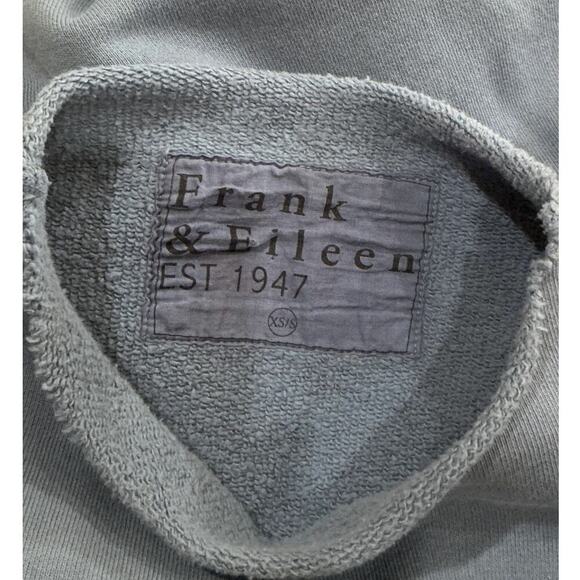 Frank
& Eileen
EST 1947
XS/S